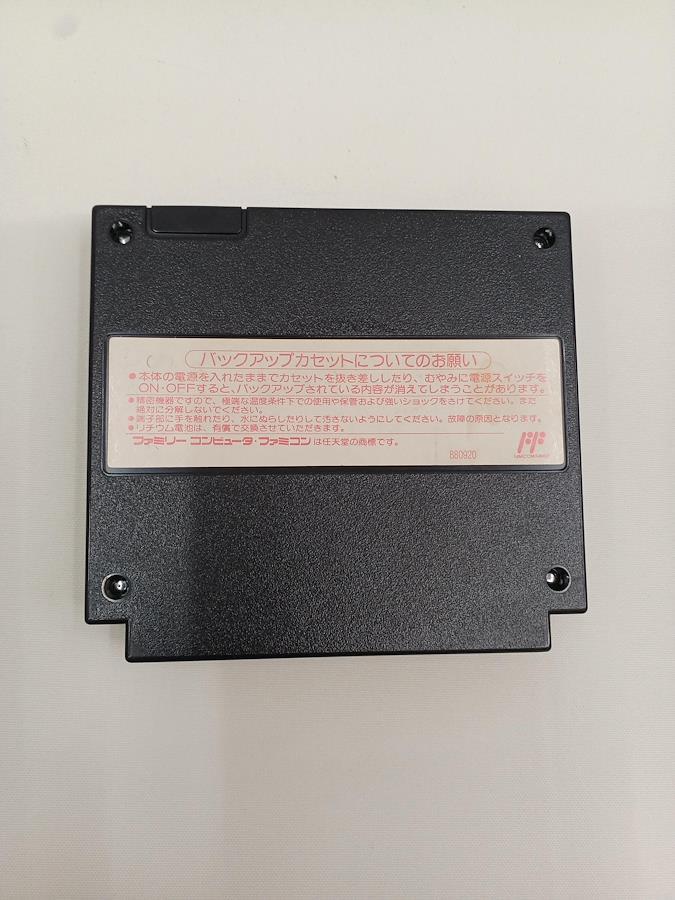 バックアップカセットについてのお願い
●本体の電源を入れたままでカセットを抜き差ししたり、むやみに電源スイッチを
ON・OFFすると、バックアップされている内容が消えてしまうことがあります。
●精密機器ですので、極端な温度条件下での使用や保管および強いショックをさけてください。また
絶対に分解しないでください。
●端子部に手を触れたり、水にぬらしたりして汚さないようにしてください。故障の原因となります。
●リチウム電池は、有償で交換させていただきます。
ファミリー コンピュータ・ファミコン は任天堂の商標です。
880920
FAMICOM FAMILY